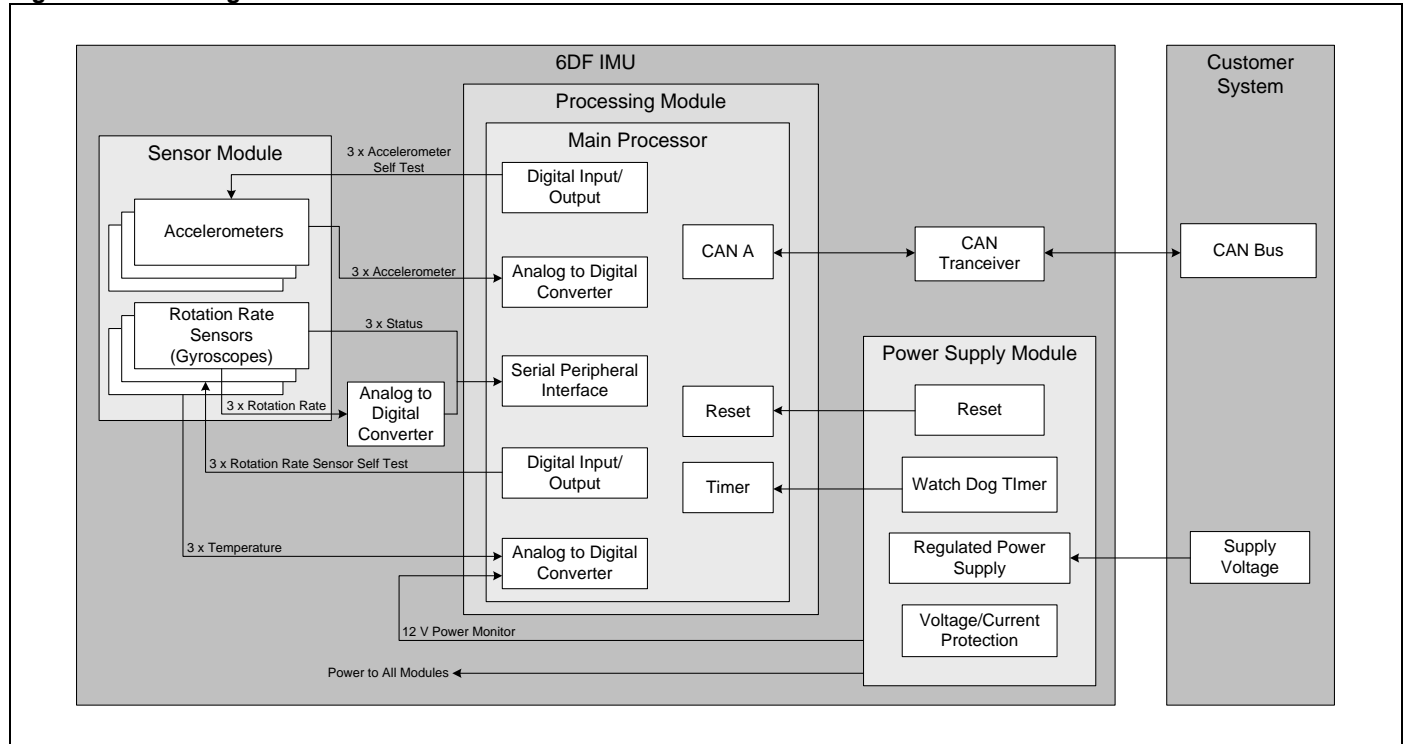 6DF IMU
Customer
System
Processing Module
Main Processor
Sensor Module
3 x Accelerometer
Self Test
Digital Input/
Output
Accelerometers
CAN A
CAN
Tranceiver
CAN Bus
3 x Accelerometer
Analog to Digital
Converter
Rotation Rate
Sensors
(Gyroscopes)
3 x Status
Serial Peripheral
Interface
Power Supply Module
3 x Rotation Rate
Analog to
Digital
Converter
Reset
Reset
3 x Rotation Rate Sensor Self Test
Digital Input/
Output
Timer
Watch Dog TImer
3 x Temperature
Analog to Digital
Converter
Regulated Power
Supply
Supply
Voltage
12 V Power Monitor
Voltage/Current
Protection
Power to All Modules